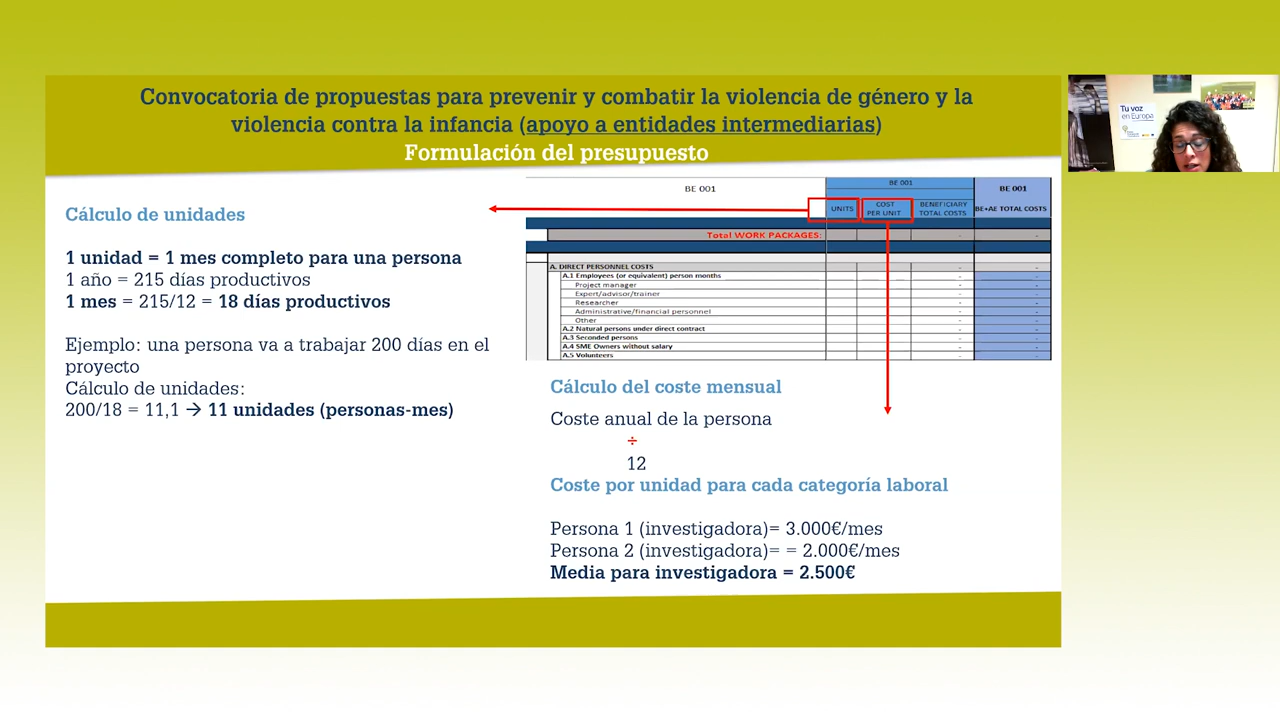 Convocatoria de propuestas para prevenir y combatir la violencia de género y la
violencia contra la infancia (apoyo a entidades intermediarias)
Formulación del presupuesto
Cálculo de unidades
1 unidad = 1 mes completo para una persona
1 año = 215 días productivos
1 mes = 215/12 = 18 días productivos
Ejemplo: una persona va a trabajar 200 días en el
proyecto
Cálculo de unidades:
200/18 = 11,1 → 11 unidades (personas-mes)
BE 001
BE 001
BE 001
UNITS
COST
PER UNIT
BENEFICIARY
TOTAL COSTS
BE+AE TOTAL COSTS
Total WORK PACKAGES:
A. DIRECT PERSONNEL COSTS
A.1 Employees (or equivalent) person months
Project manager
Expert/advisor/trainer
Researcher
Administrative/financial personnel
Other
A.2 Natural persons under direct contract
A.3 Seconded persons
A.4 SME Owners without salary
A.5 Volunteers
Cálculo del coste mensual
Coste anual de la persona
÷
12
Coste por unidad para cada categoría laboral
Persona 1 (investigadora)= 3.000€/mes
Persona 2 (investigadora)= = 2.000€/mes
Media para investigadora = 2.500€
Tu voz
en Europa